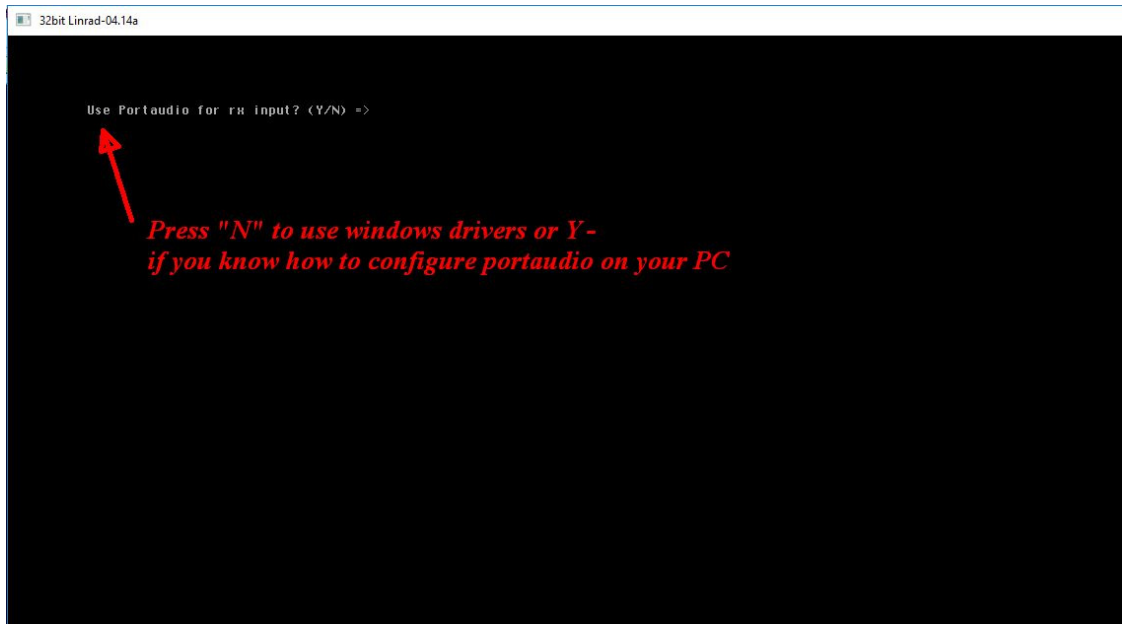 32bit Linrad-04.14a
Use Portaudio for rx input? (Y/N) =>
Press "N" to use windows drivers or Y -
if you know how to configure portaudio on your PC